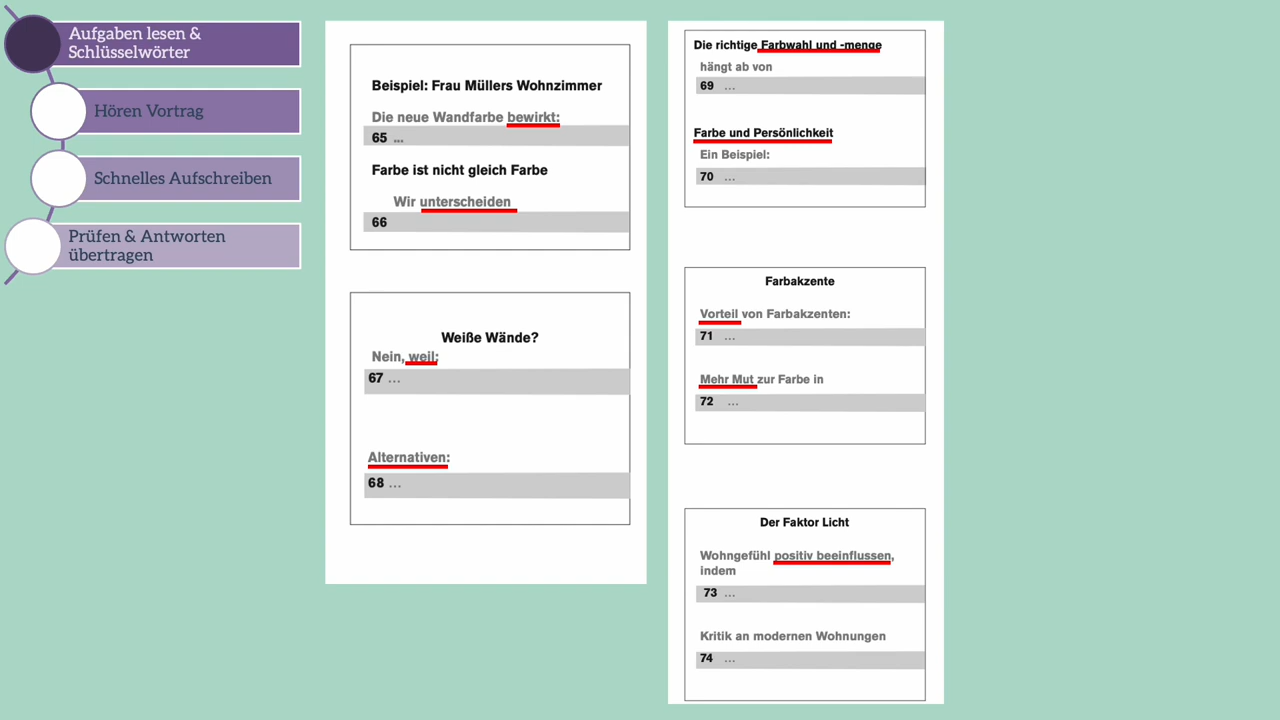 Aufgaben lesen &
Schlüsselwörter
Hören Vortrag
Schnelles Aufschreiben
Prüfen & Antworten
übertragen
Beispiel: Frau Müllers Wohnzimmer
Die neue Wandfarbe bewirkt:
65 ...
Farbe ist nicht gleich Farbe
Wir unterscheiden
66
Weiße Wände?
Nein, weil:
67 ...
Alternativen:
68 ...
Die richtige Farbwahl und -menge
hängt ab von
69 ...
Farbe und Persönlichkeit
Ein Beispiel:
70 ...
Farbakzente
Vorteil von Farbakzenten:
71 ...
Mehr Mut zur Farbe in
72 ...
Der Faktor Licht
Wohngefühl positiv beeinflussen,
indem
73 ...
Kritik an modernen Wohnungen
74 ...